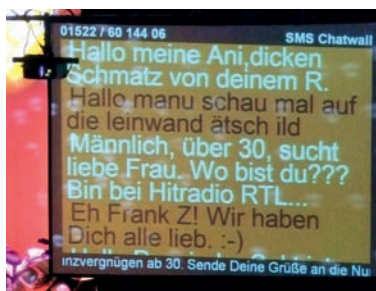 01522 / 60 144 06 SMS Chatwall
Hallo meine Ani,dicken
Schmatz von deinem R.
Hallo manu schau mal auf
die leinwand ätsch ild
Männlich, über 30, sucht
liebe Frau. Wo bist du???
Bin bei Hitradio RTL...
Eh Frank Z! Wir haben
Dich alle lieb. :-)
inzvergnügen ab 30. Sende Deine Grüße an die Nu